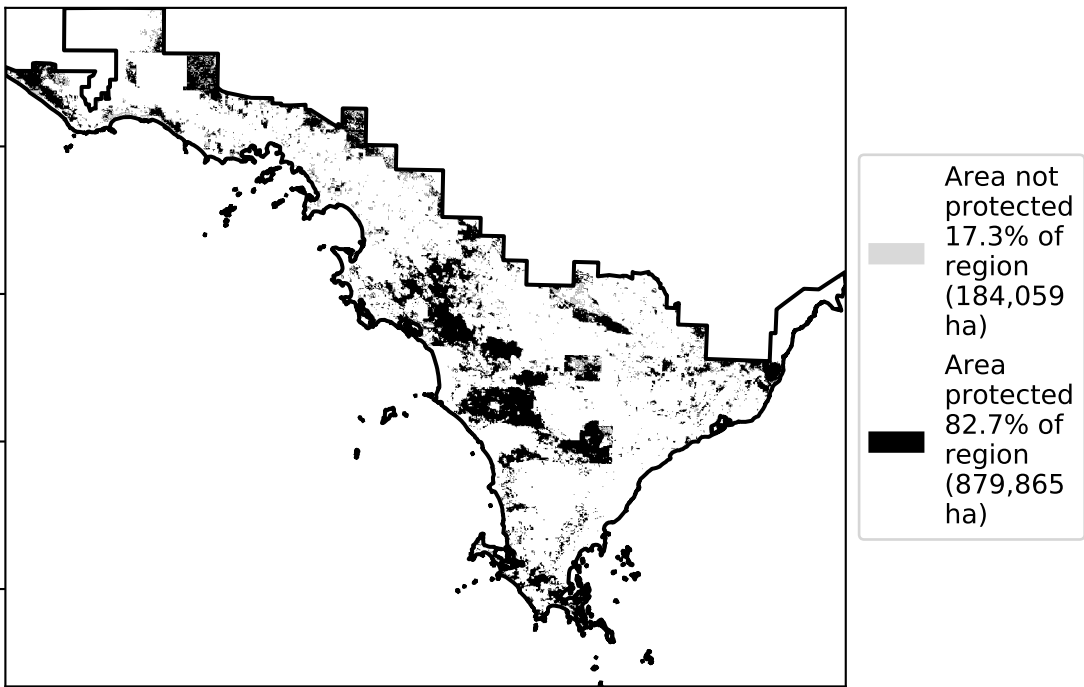 Area not
protected
17.3% of
region
(184,059
ha)
Area
protected
82.7% of
region
(879,865
ha)